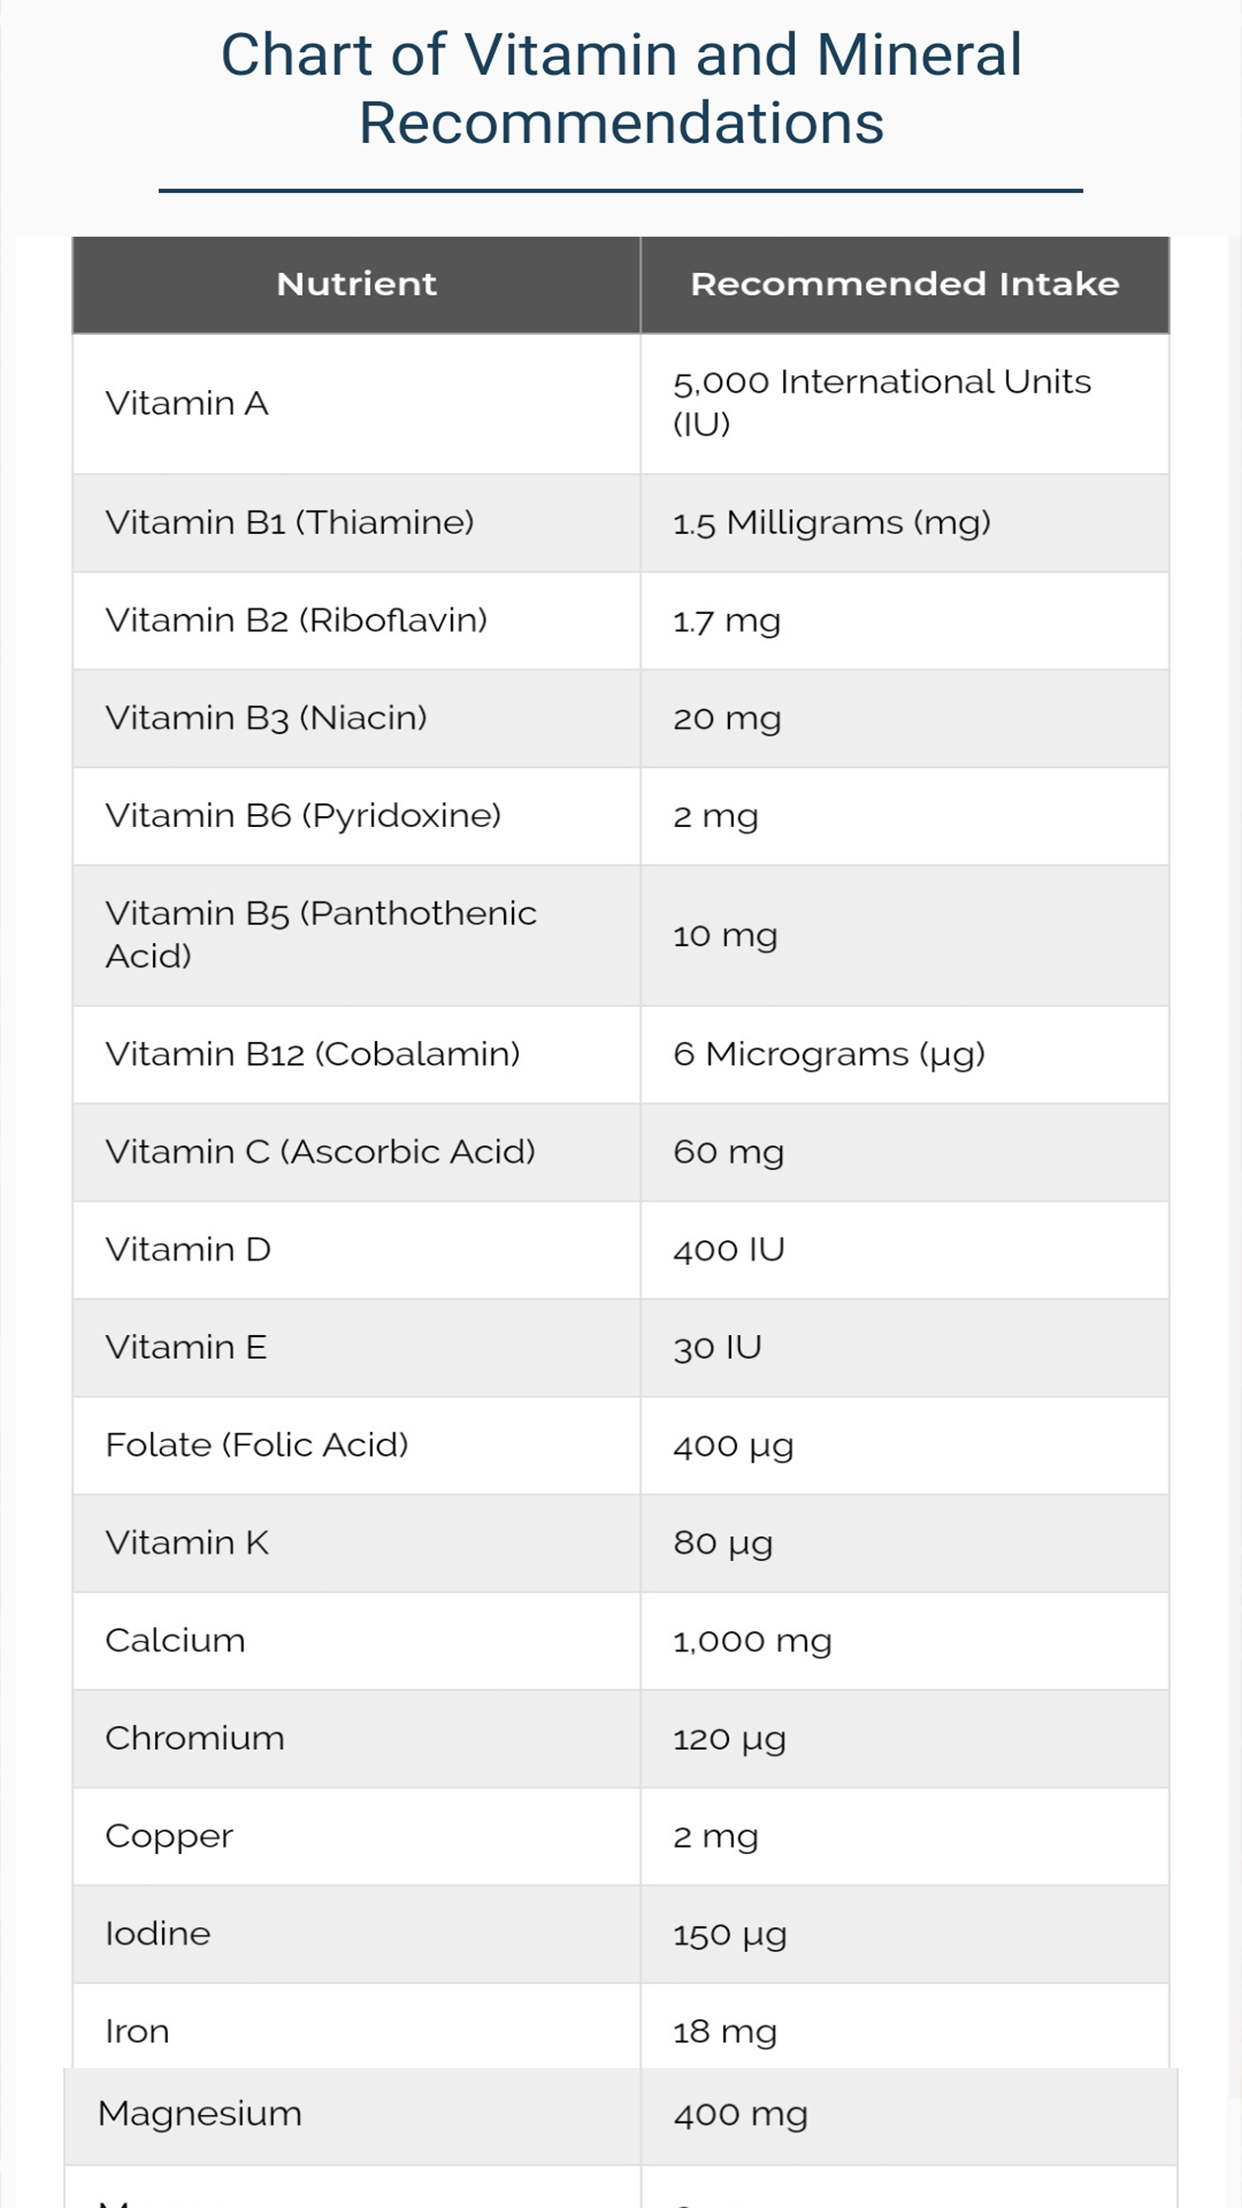 Chart of Vitamin and Mineral
Recommendations
Nutrient Recommended Intake
Vitamin A 5,000 International Units
(IU)
Vitamin B1 (Thiamine) 1.5 Milligrams (mg)
Vitamin B2 (Riboflavin) 1.7 mg
Vitamin B3 (Niacin) 20 mg
Vitamin B6 (Pyridoxine) 2 mg
Vitamin B5 (Panthothenic
Acid) 10 mg
Vitamin B12 (Cobalamin) 6 Micrograms (µg)
Vitamin C (Ascorbic Acid) 60 mg
Vitamin D 400 IU
Vitamin E 30 IU
Folate (Folic Acid) 400 µg
Vitamin K 80 µg
Calcium 1,000 mg
Chromium 120 µg
Copper 2 mg
Iodine 150 µg
Iron 18 mg
Magnesium 400 mg